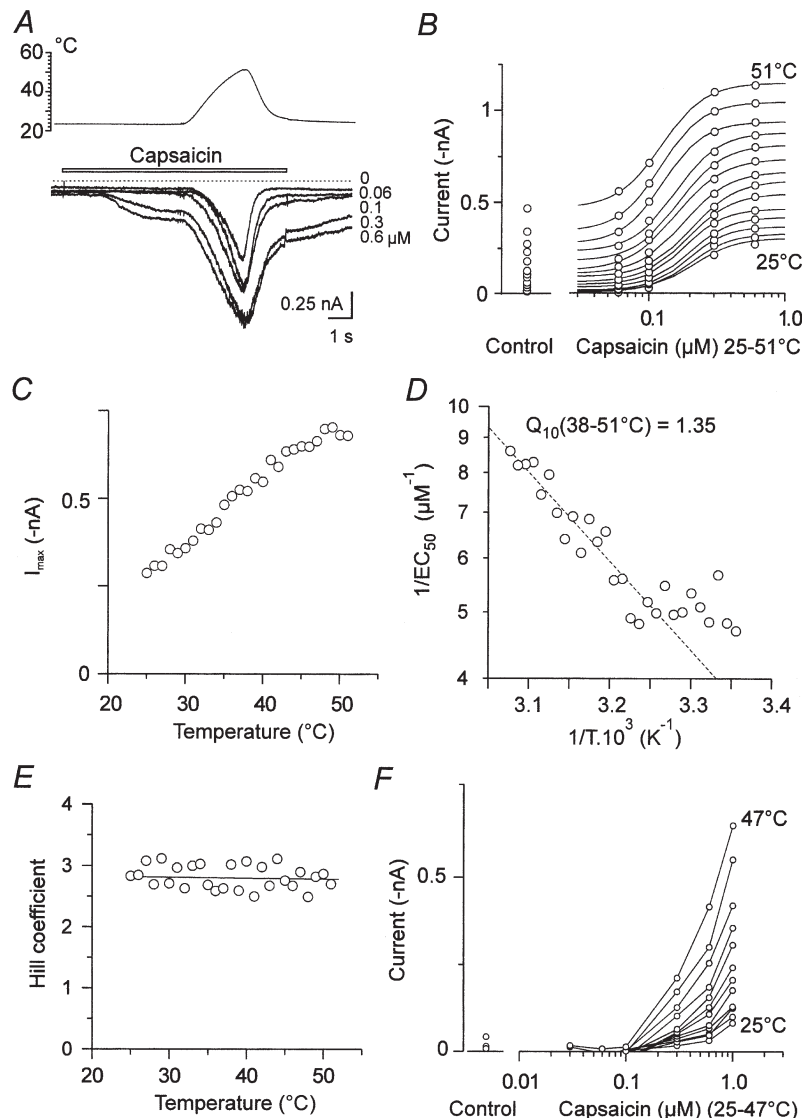 A
°C
60
40
20
Capsaicin
0
0.06
0.1
0.3
0.6 µM
0.25 nA
1 s
B
51°C
1
Current (-nA)
0.5
25°C
0
0.1
1.0
Control
Capsaicin (µM) 25-51°C
C
0.5
Imax (-nA)
0
20
30
40
50
Temperature (°C)
D
10
Q10(38-51°C) = 1.35
9
8
7
1/EC50 (µM-1)
6
5
4
3.1
3.2
3.3
3.4
1/T.10³ (K-1)
E
4
3
Hill coefficient
2
1
0
20
30
40
50
Temperature (°C)
F
47°C
0.5
Current (-nA)
25°C
0
0.01
0.1
1.0
Control
Capsaicin (µM) (25-47°C)